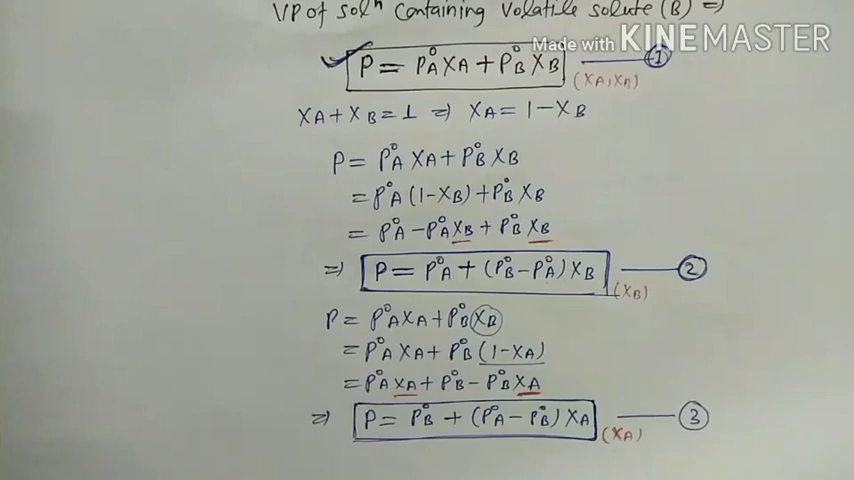 VP of solⁿ containing volatile solute (B) ⇒
Made with KINEMASTER
P = P°A XA + P°B XB ——— ①
(XA, XB)
XA + XB = 1 ⇒ XA = 1 - XB
P = P°A XA + P°B XB
= P°A (1-XB) + P°B XB
= P°A - P°A XB + P°B XB
⇒ P = P°A + (P°B - P°A) XB ——— ②
(XB)
P = P°A XA + P°B XB
= P°A XA + P°B (1-XA)
= P°A XA + P°B - P°B XA
⇒ P = P°B + (P°A - P°B) XA ——— ③
(XA)